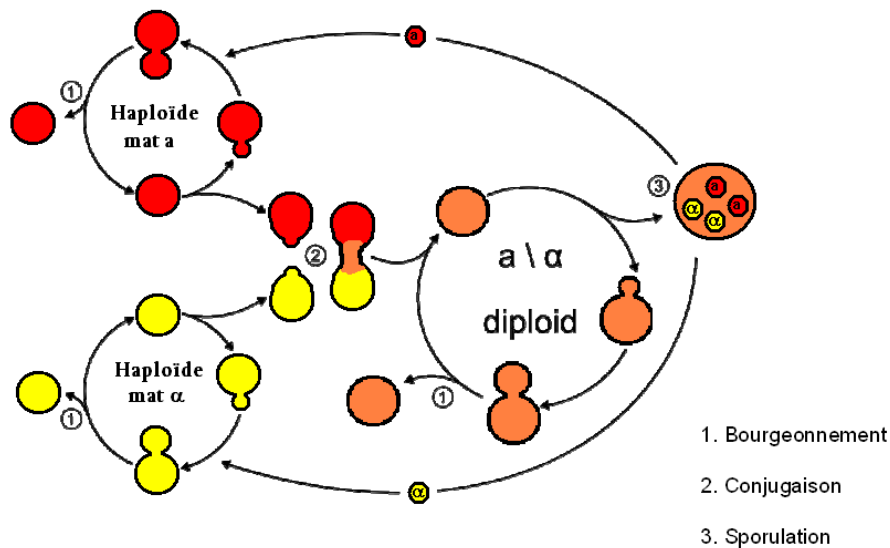 a
1
Haploïde
mat a
3
a
α
a
α
2
a \ α
diploid
Haploïde
mat α
1
1
α
1. Bourgeonnement
2. Conjugaison
3. Sporulation